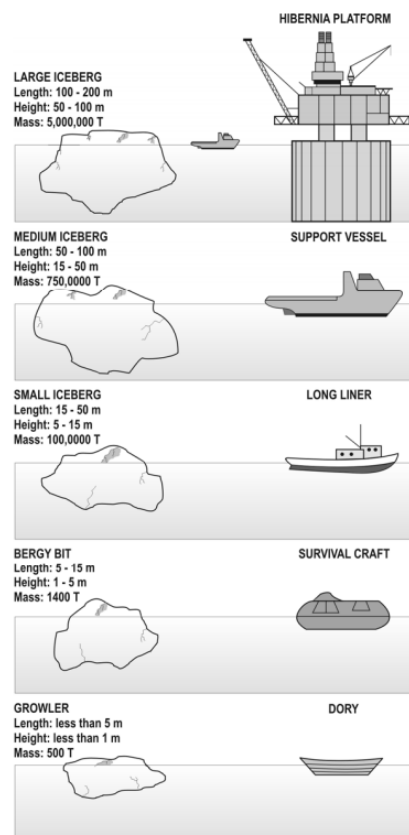 HIBERNIA PLATFORM
LARGE ICEBERG
Length: 100 - 200 m
Height: 50 - 100 m
Mass: 5,000,000 T
MEDIUM ICEBERG
Length: 50 - 100 m
Height: 15 - 50 m
Mass: 750,0000 T
SUPPORT VESSEL
SMALL ICEBERG
Length: 15 - 50 m
Height: 5 - 15 m
Mass: 100,0000 T
LONG LINER
BERGY BIT
Length: 5 - 15 m
Height: 1 - 5 m
Mass: 1400 T
SURVIVAL CRAFT
GROWLER
Length: less than 5 m
Height: less than 1 m
Mass: 500 T
DORY